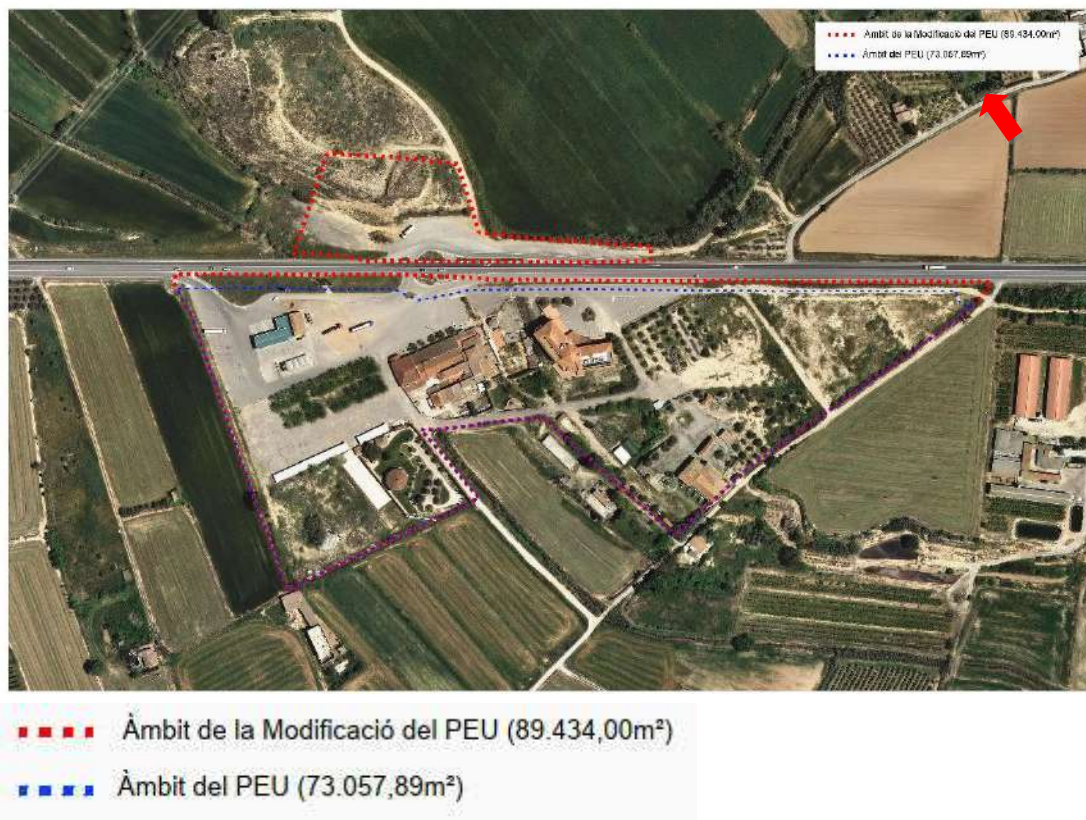 Àmbit de la Modificació del PEU (89.434,00m²)
Àmbit del PEU (73.057,89m²)
Àmbit de la Modificació del PEU (89.434,00m²)
Àmbit del PEU (73.057,89m²)